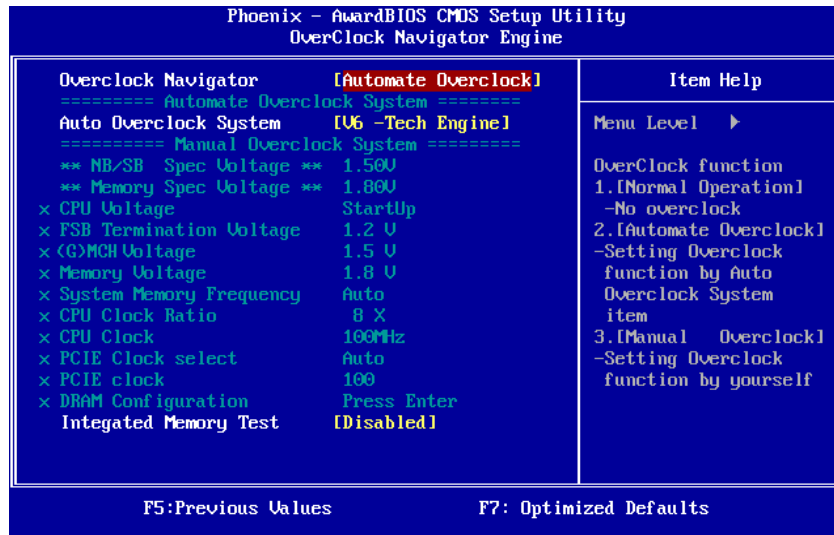 Phoenix - AwardBIOS CMOS Setup Utility
OverClock Navigator Engine
Overclock Navigator [Automate Overclock]
========= Automate Overclock System ========
Auto Overclock System [V6 -Tech Engine]
========== Manual Overclock System =========
** NB/SB Spec Voltage ** 1.50V
** Memory Spec Voltage ** 1.80V
x CPU Voltage StartUp
x FSB Termination Voltage 1.2 V
x (G)MCH Voltage 1.5 V
x Memory Voltage 1.8 V
x System Memory Frequency Auto
x CPU Clock Ratio 8 X
x CPU Clock 100MHz
x PCIE Clock select Auto
x PCIE clock 100
x DRAM Configuration Press Enter
Integated Memory Test [Disabled]
Item Help
Menu Level ▶
OverClock function
1.[Normal Operation]
-No overclock
2.[Automate Overclock]
-Setting Overclock
function by Auto
Overclock System
item
3.[Manual Overclock]
-Setting Overclock
function by yourself
F5:Previous Values F7: Optimized Defaults